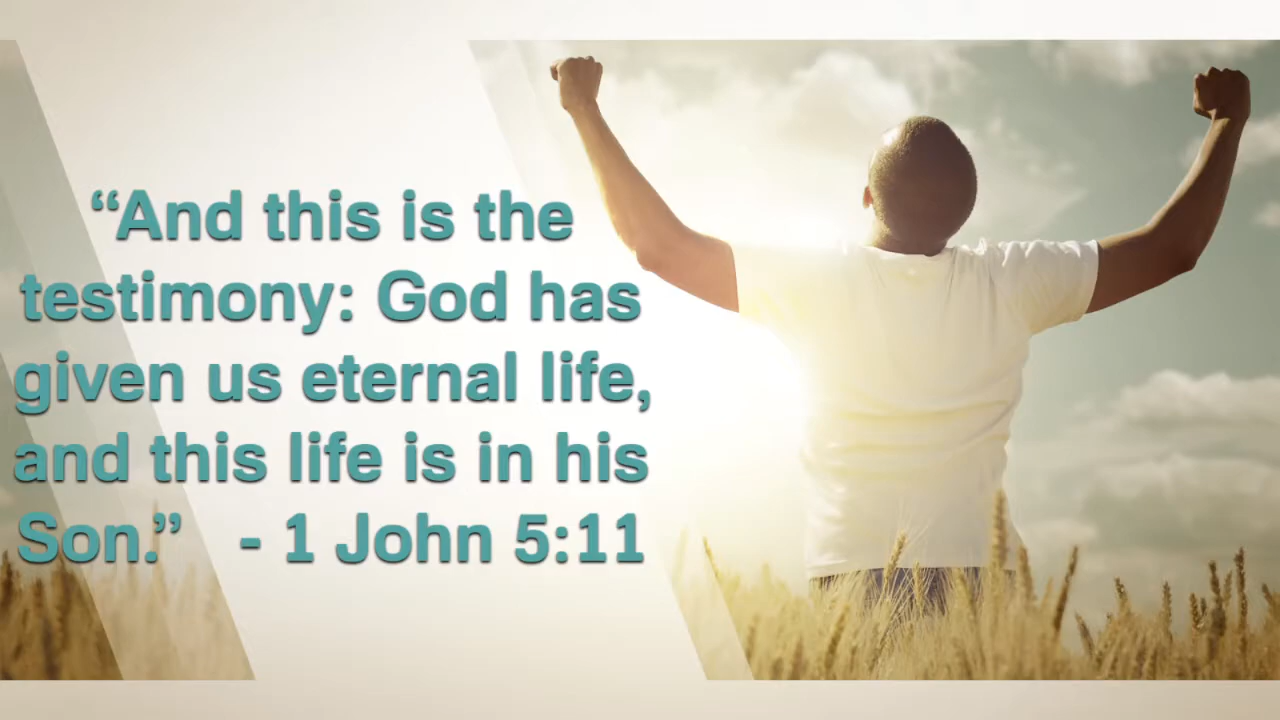 “And this is the
testimony: God has
given us eternal life,
and this life is in his
Son.”   - 1 John 5:11